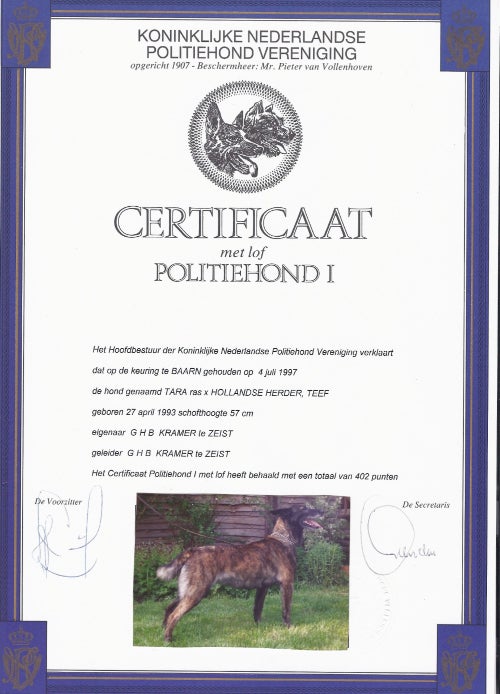 KONINKLIJKE NEDERLANDSE
POLITIEHOND VERENIGING
opgericht 1907 - Beschermheer: Mr. Pieter van Vollenhoven
CERTIFICAAT
met lof
POLITIEHOND I
Het Hoofdbestuur der Koninklijke Nederlandse Politiehond Vereniging verklaart
dat op de keuring te BAARN gehouden op 4 juli 1997
de hond genaamd TARA ras x HOLLANDSE HERDER, TEEF
geboren 27 april 1993 schofthoogte 57 cm
eigenaar G H B KRAMER te ZEIST
geleider G H B KRAMER te ZEIST
Het Certificaat Politiehond I met lof heeft behaald met een totaal van 402 punten
De Voorzitter
De Secretaris